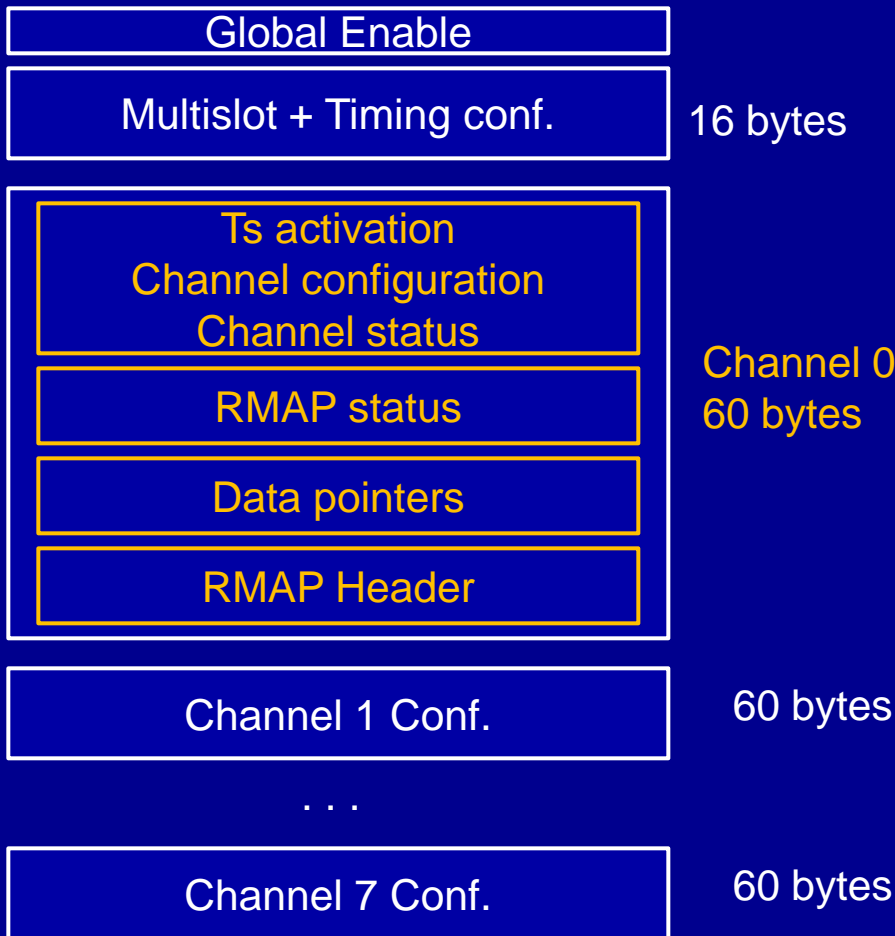 Global Enable
Multislot + Timing conf.
16 bytes
Ts activation
Channel configuration
Channel status
RMAP status
Data pointers
RMAP Header
Channel 0
60 bytes
Channel 1 Conf.
60 bytes
. . .
Channel 7 Conf.
60 bytes